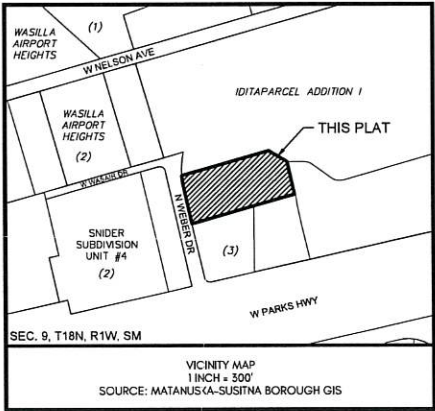 (1)
WASILLA
AIRPORT
HEIGHTS
W NELSON AVE
IDITAPARCEL ADDITION I
WASILLA
AIRPORT
HEIGHTS
(2)
THIS PLAT
W WASAIR DR
N WEBER DR
SNIDER
SUBDIVISION
UNIT #4
(2)
(3)
W PARKS HWY
SEC. 9, T18N, R1W, SM
VICINITY MAP
1 INCH = 300'
SOURCE: MATANUSKA-SUSITNA BOROUGH GIS